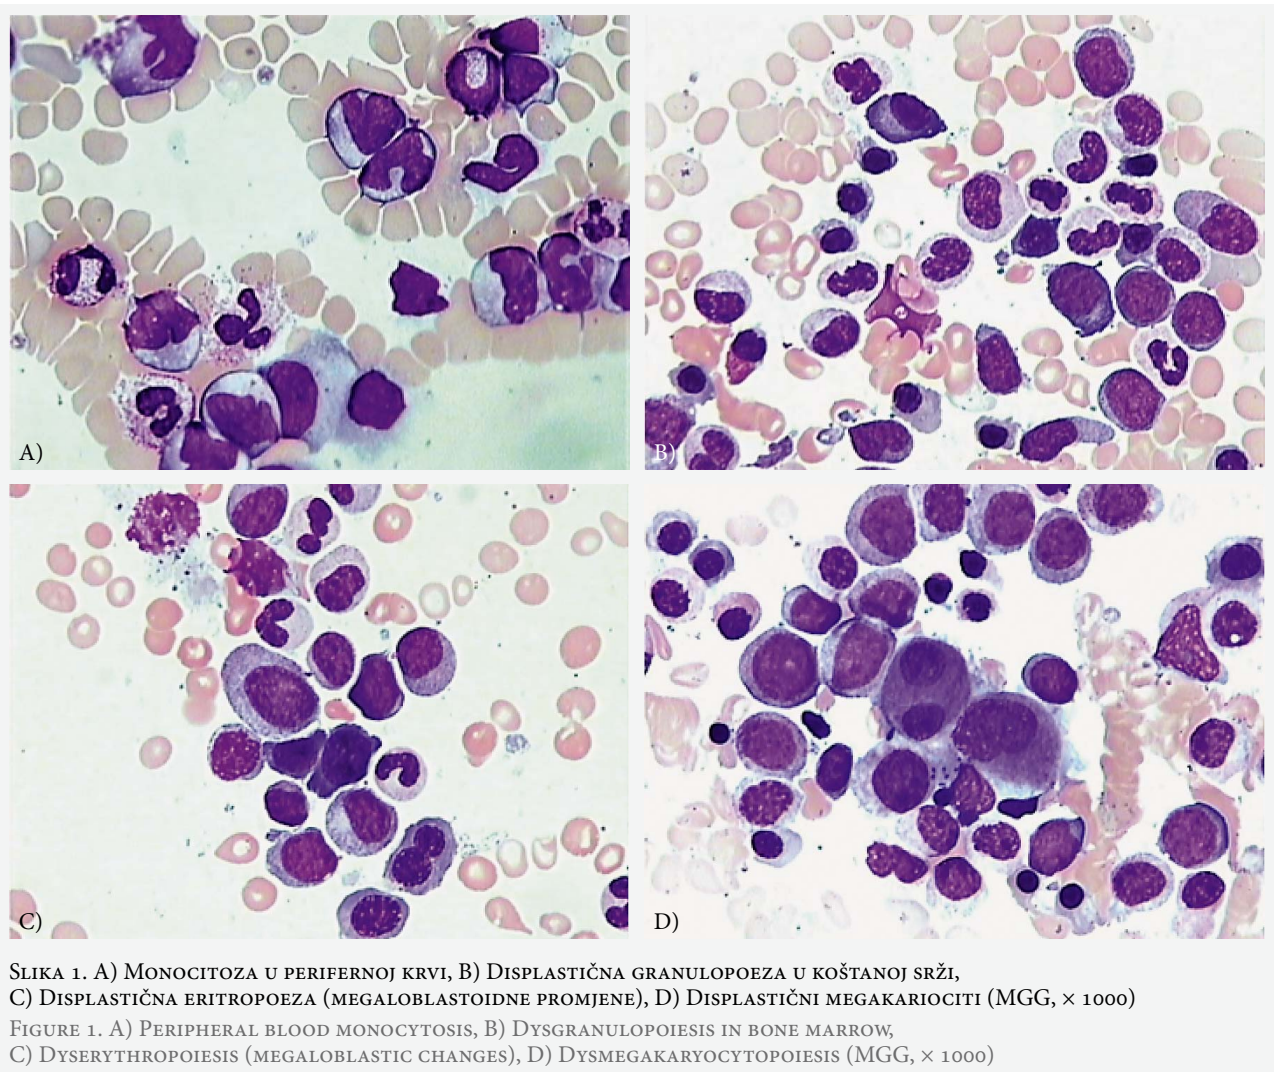 A)
B)
C)
D)
Slika 1. A) Monocitoza u perifernoj krvi, B) Displastična granulopoeza u koštanoj srži,
C) Displastična eritropoeza (megaloblastoidne promjene), D) Displastični megakariociti (MGG, × 1000)
Figure 1. A) Peripheral blood monocytosis, B) Dysgranulopoiesis in bone marrow,
C) Dyserythropoiesis (megaloblastic changes), D) Dysmegakaryocytopoiesis (MGG, × 1000)